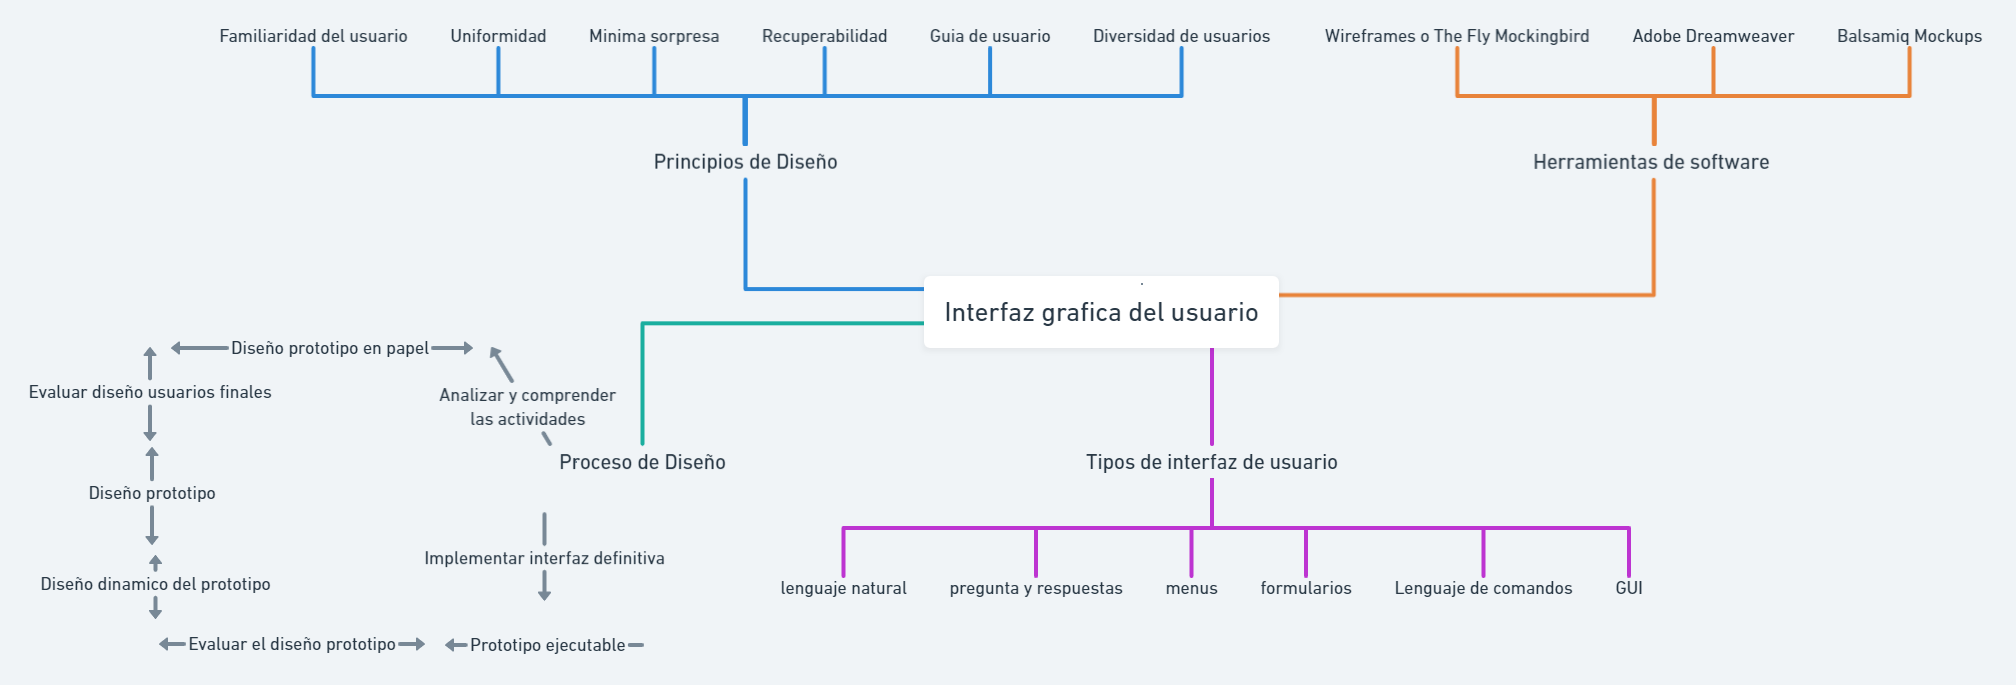 Familiaridad del usuario
Uniformidad
Minima sorpresa
Recuperabilidad
Guia de usuario
Diversidad de usuarios
Wireframes o The Fly Mockingbird
Adobe Dreamweaver
Balsamiq Mockups
Principios de Diseño
Herramientas de software
Interfaz grafica del usuario
Diseño prototipo en papel
Evaluar diseño usuarios finales
Analizar y comprender
las actividades
Proceso de Diseño
Tipos de interfaz de usuario
Diseño prototipo
Implementar interfaz definitiva
Diseño dinamico del prototipo
lenguaje natural
pregunta y respuestas
menus
formularios
Lenguaje de comandos
GUI
Evaluar el diseño prototipo
Prototipo ejecutable